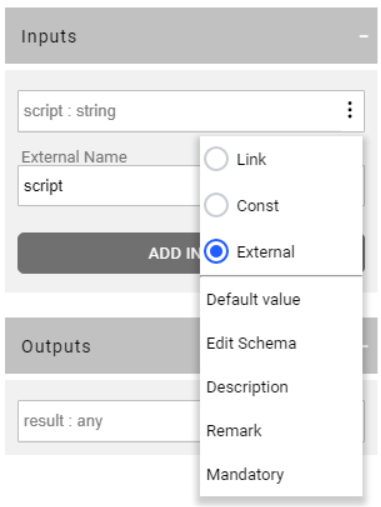 Inputs
script : string
External Name
script
ADD IN
Link
Const
External
Default value
Edit Schema
Description
Remark
Mandatory
Outputs
result : any